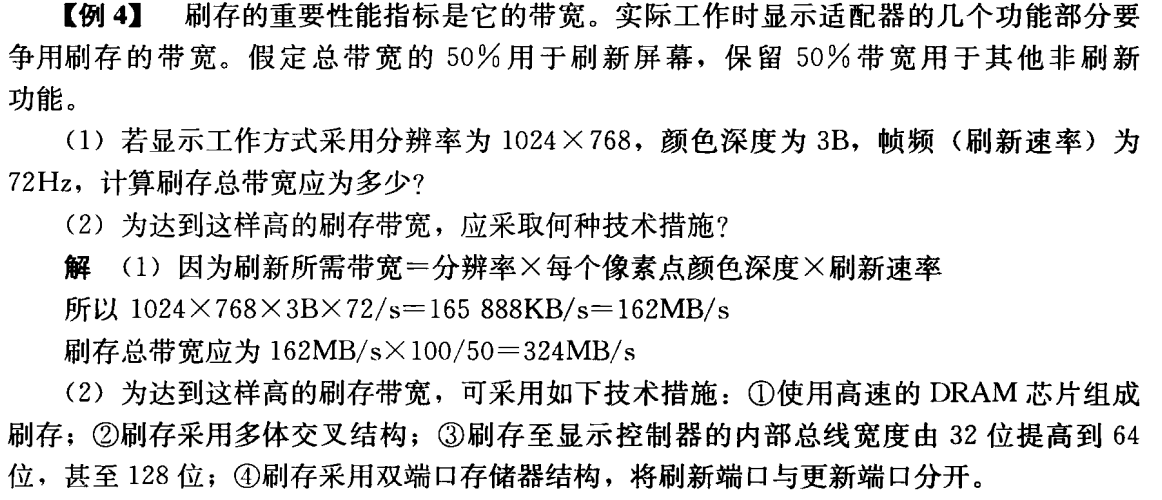 【例 4】 刷存的重要性能指标是它的带宽。实际工作时显示适配器的几个功能部分要
争用刷存的带宽。假定总带宽的 50%用于刷新屏幕，保留 50%带宽用于其他非刷新
功能。
（1）若显示工作方式采用分辨率为 1024×768，颜色深度为 3B，帧频（刷新速率）为
72Hz，计算刷存总带宽应为多少？
（2）为达到这样高的刷存带宽，应采取何种技术措施？
解 （1）因为刷新所需带宽＝分辨率×每个像素点颜色深度×刷新速率
所以 1024×768×3B×72/s＝165 888KB/s＝162MB/s
刷存总带宽应为 162MB/s×100/50＝324MB/s
（2）为达到这样高的刷存带宽，可采用如下技术措施：①使用高速的 DRAM 芯片组成
刷存；②刷存采用多体交叉结构；③刷存至显示控制器的内部总线宽度由 32 位提高到 64
位，甚至 128 位；④刷存采用双端口存储器结构，将刷新端口与更新端口分开。